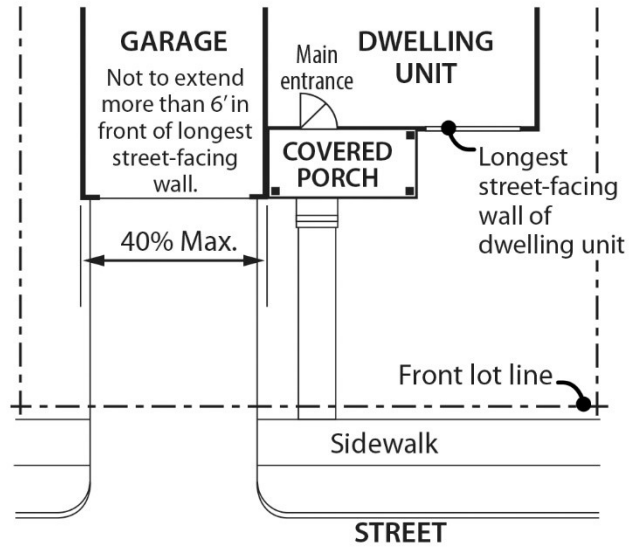 GARAGE
Not to extend
more than 6' in
front of longest
street-facing
wall.
Main
entrance
DWELLING
UNIT
COVERED
PORCH
Longest
street-facing
wall of
dwelling unit
40% Max.
Front lot line
Sidewalk
STREET